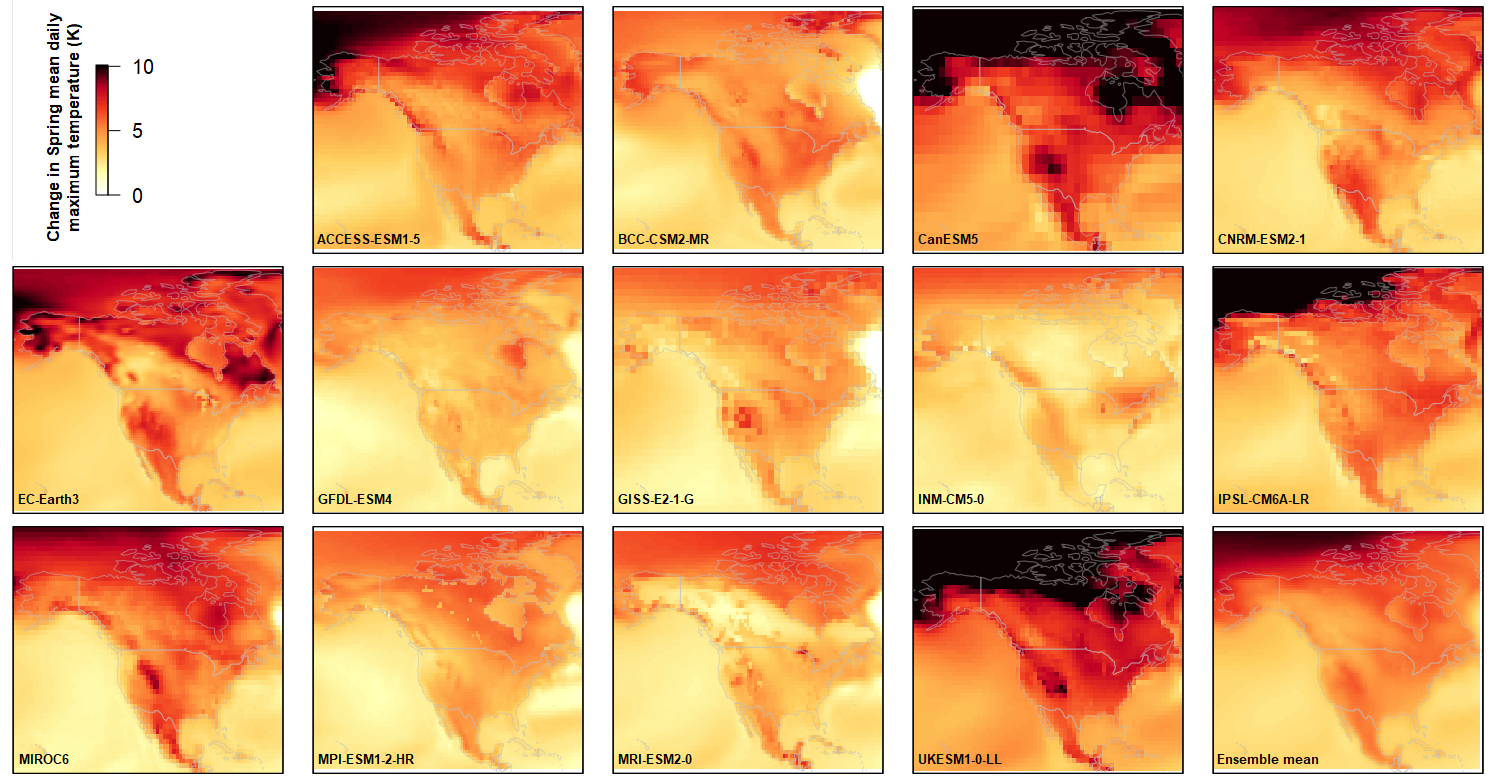 Change in Spring mean daily
maximum temperature (K)
10
5
0
ACCESS-ESM1-5
BCC-CSM2-MR
CanESM5
CNRM-ESM2-1
EC-Earth3
GFDL-ESM4
GISS-E2-1-G
INM-CM5-0
IPSL-CM6A-LR
MIROC6
MPI-ESM1-2-HR
MRI-ESM2-0
UKESM1-0-LL
Ensemble mean